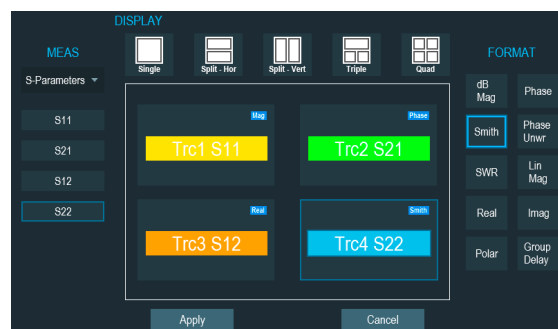 DISPLAY
MEAS
S-Parameters
S11
S21
S12
S22
Single
Split - Hor
Split - Vert
Triple
Quad
Mag
Trc1 S11
Phase
Trc2 S21
Real
Trc3 S12
Smith
Trc4 S22
Apply
Cancel
FORMAT
dB
Mag
Phase
Smith
Phase
Unwr
SWR
Lin
Mag
Real
Imag
Polar
Group
Delay